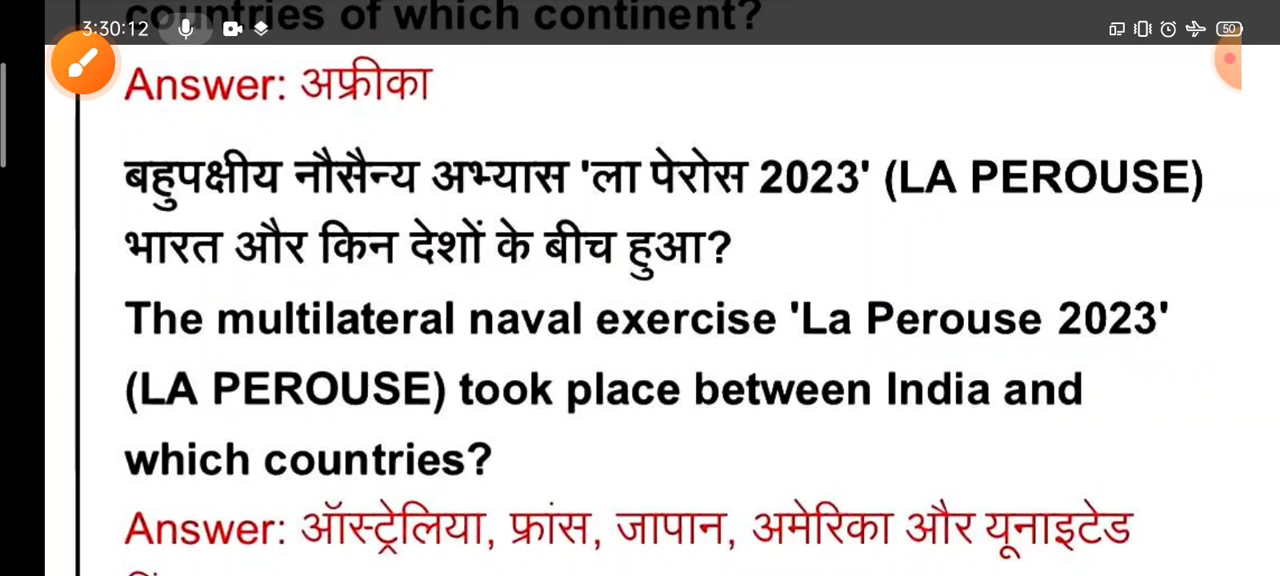 countries of which continent?
3:30:12
50
Answer: अफ्रीका
बहुपक्षीय नौसैन्य अभ्यास 'ला पेरोस 2023' (LA PEROUSE)
भारत और किन देशों के बीच हुआ?
The multilateral naval exercise 'La Perouse 2023'
(LA PEROUSE) took place between India and
which countries?
Answer: ऑस्ट्रेलिया, फ्रांस, जापान, अमेरिका और यूनाइटेड